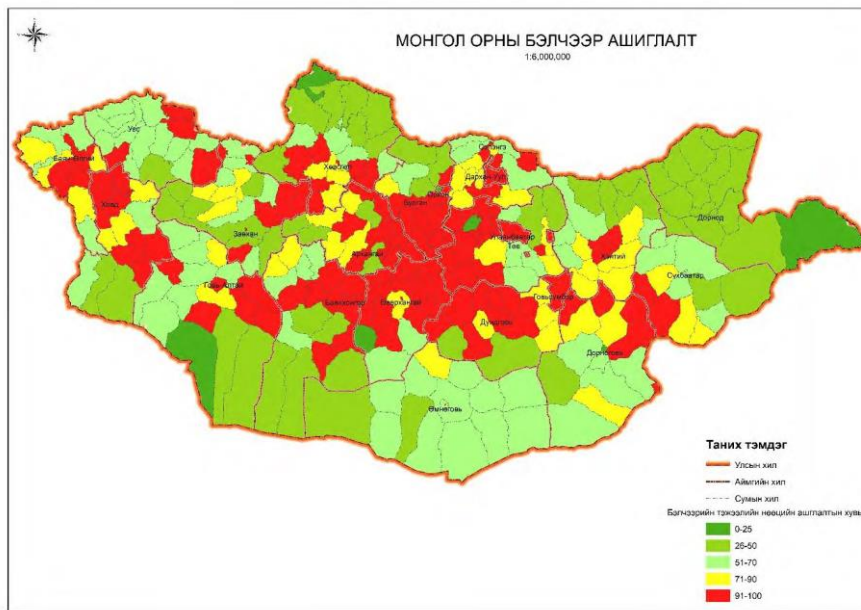 МОНГОЛ ОРНЫ БЭЛЧЭЭР АШИГЛАЛТ
1:6,000,000
Увс
Баян-Өлгий
Ховд
Завхан
Говь-Алтай
Хөвсгөл
Архангай
Баянхонгор
Өвөрхангай
Булган
Орхон
Сэлэнгэ
Дархан-Уул
Улаанбаатар
Төв
Хэнтий
Дорнод
Сүхбаатар
Говьсүмбэр
Дундговь
Дорноговь
Өмнөговь
Таних тэмдэг
Улсын хил
Аймгийн хил
Сумын хил
Бэлчээрийн тэжээлийн нөөцийн ашиглалтын хувь
0-25
26-50
51-70
71-90
91-100